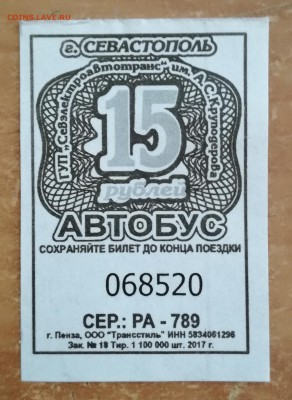 COINS.LAVE.RU
г. СЕВАСТОПОЛЬ
ГУП „Севэлектроавтотранс" им. А.С. Круподёрова
15
рублей
АВТОБУС
СОХРАНЯЙТЕ БИЛЕТ ДО КОНЦА ПОЕЗДКИ
068520
СЕР.: РА - 789
г. Пенза, ООО "Трансстиль" ИНН 5834061296
Зак. № 18 Тир. 1 100 000 шт. 2017 г.